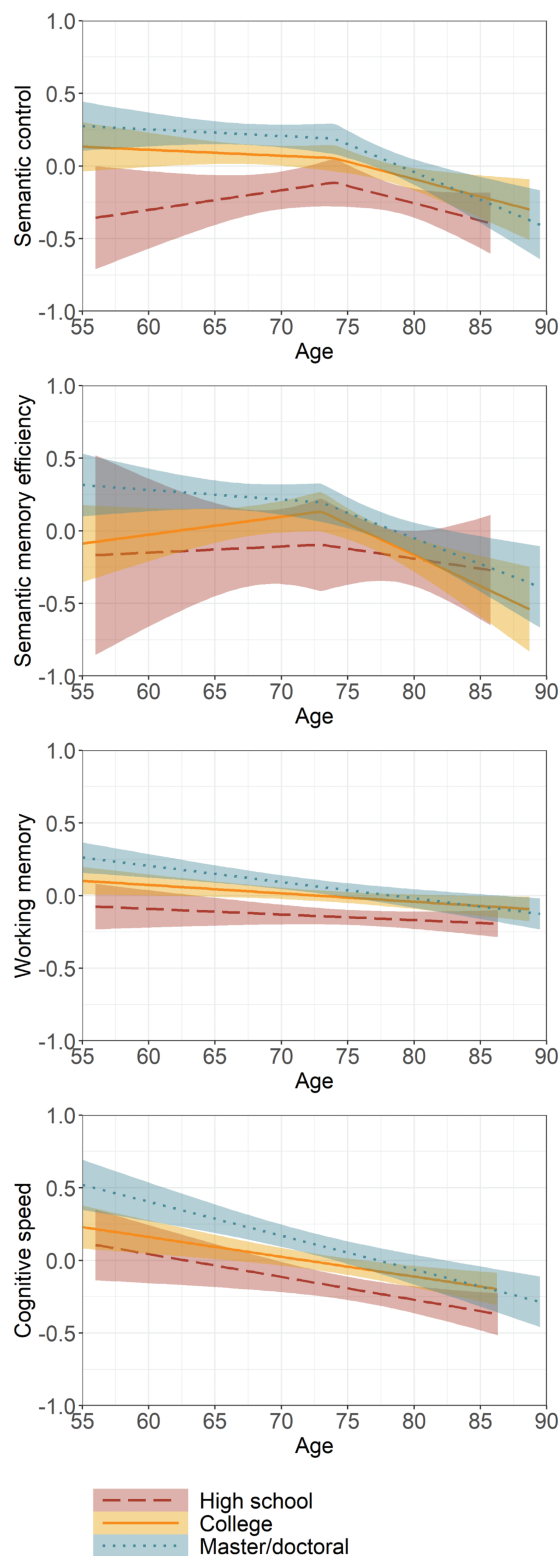 1.0
0.5
0.0
-0.5
-1.0
Semantic control
55 60 65 70 75 80 85 90
Age
1.0
0.5
0.0
-0.5
-1.0
Semantic memory efficiency
55 60 65 70 75 80 85 90
Age
1.0
0.5
0.0
-0.5
-1.0
Working memory
55 60 65 70 75 80 85 90
Age
1.0
0.5
0.0
-0.5
-1.0
Cognitive speed
55 60 65 70 75 80 85 90
Age
High school
College
Master/doctoral